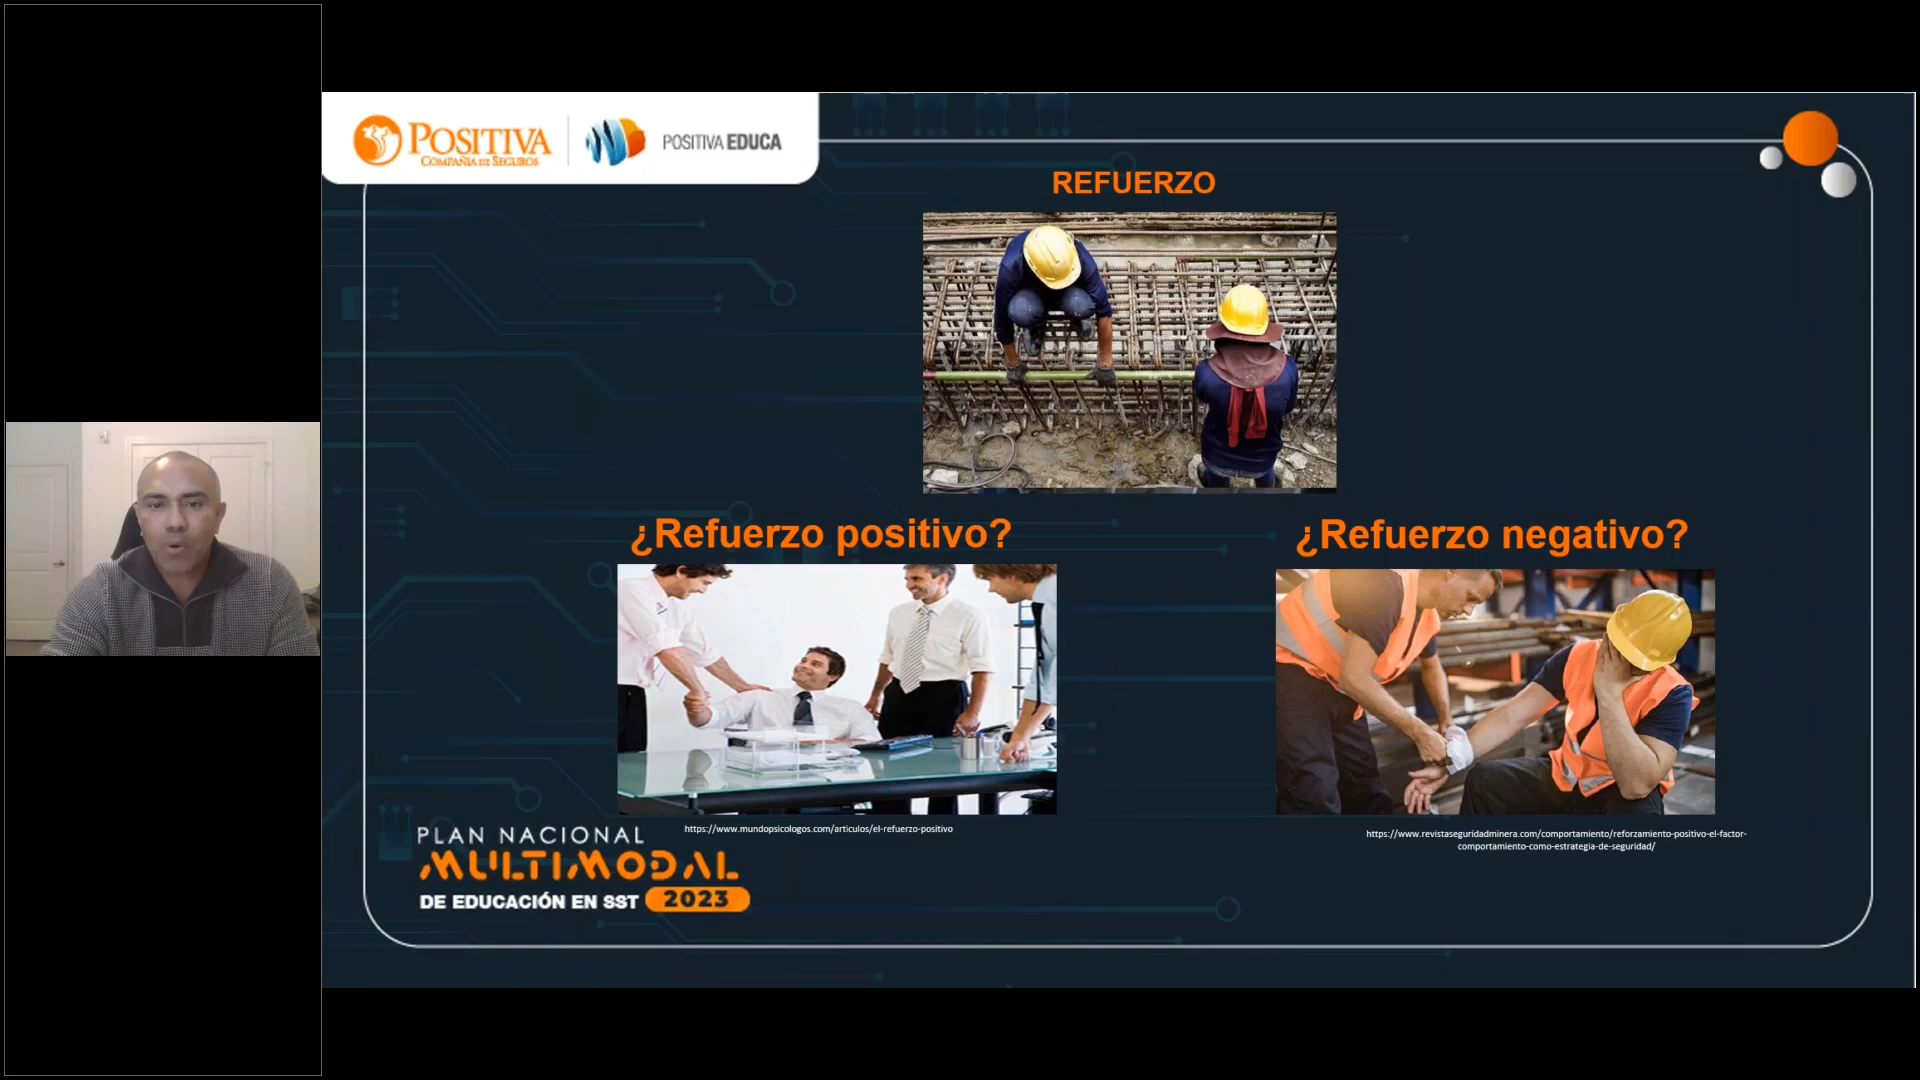 POSITIVA
COMPAÑIA DE SEGUROS
POSITIVA EDUCA
REFUERZO
¿Refuerzo positivo?
¿Refuerzo negativo?
https://www.mundopsicologos.com/articulos/el-refuerzo-positivo
https://www.revistaseguridadminera.com/comportamiento/reforzamiento-positivo-el-factor-
comportamiento-como-estrategia-de-seguridad/
PLAN NACIONAL
MULTIMODAL
DE EDUCACIÓN EN SST 2023